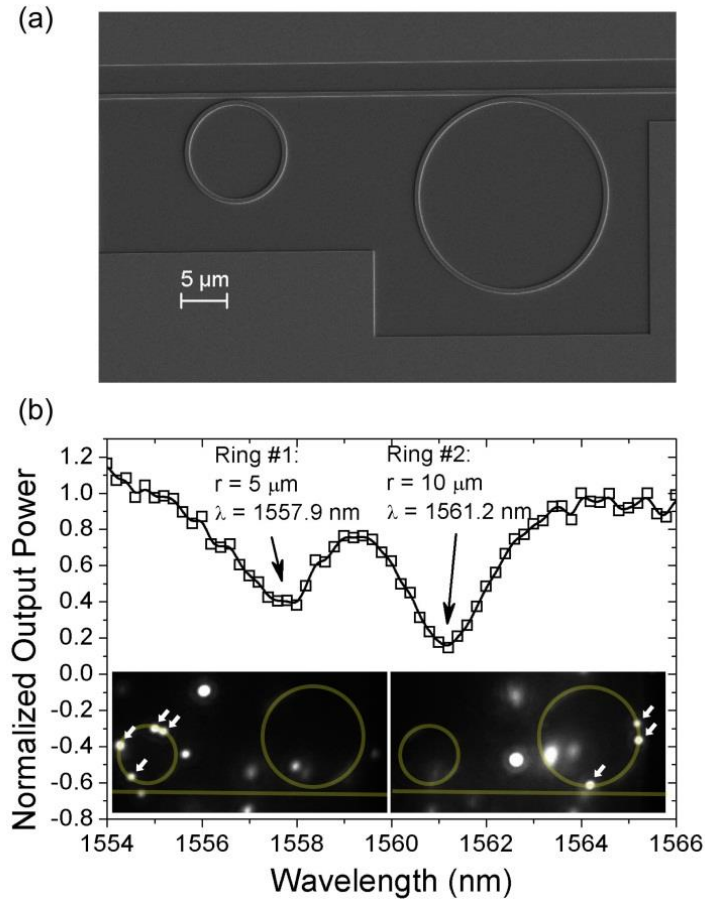 (a)
5 μm
(b)
Ring #1:
r = 5 μm
λ = 1557.9 nm
Ring #2:
r = 10 μm
λ = 1561.2 nm
Normalized Output Power
1.2
1.0
0.8
0.6
0.4
0.2
0.0
-0.2
-0.4
-0.6
-0.8
1554 1556 1558 1560 1562 1564 1566
Wavelength (nm)